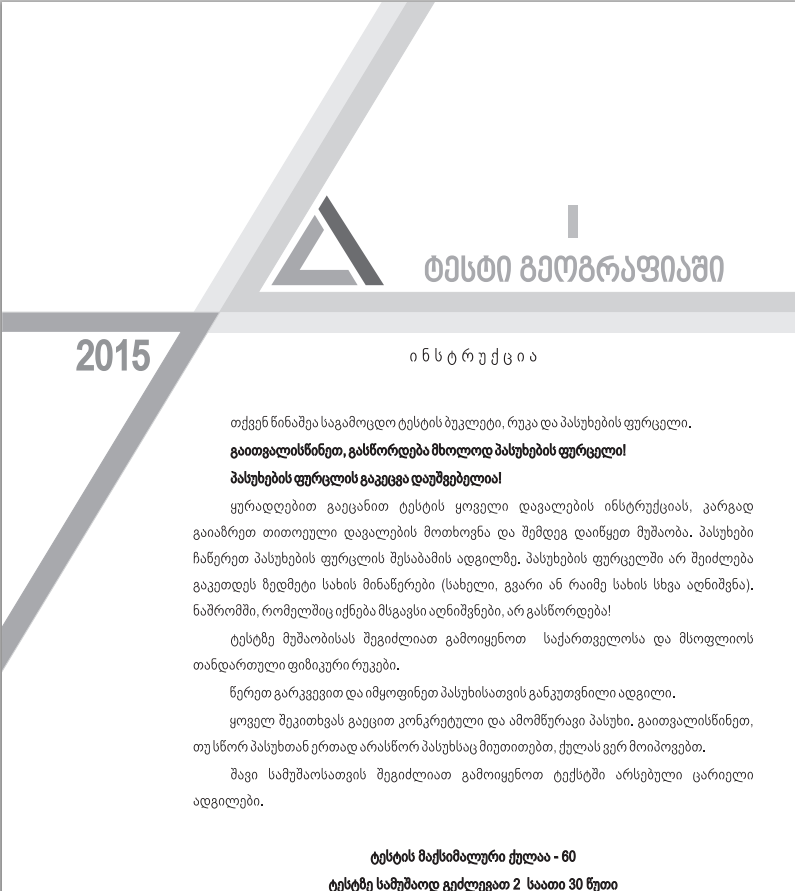 I
ტესტი გეოგრაფიაში
2015
ინსტრუქცია
თქვენ წინაშეა საგამოცდო ტესტის ბუკლეტი, რუკა და პასუხების ფურცელი.
გაითვალისწინეთ, გასწორდება მხოლოდ პასუხების ფურცელი!
პასუხების ფურცლის გაკეცვა დაუშვებელია!
ყურადღებით გაეცანით ტესტის ყოველი დავალების ინსტრუქციას, კარგად
გაიაზრეთ თითოეული დავალების მოთხოვნა და შემდეგ დაიწყეთ მუშაობა. პასუხები
ჩაწერეთ პასუხების ფურცლის შესაბამის ადგილზე. პასუხების ფურცელში არ შეიძლება
გაკეთდეს ზედმეტი სახის მინაწერები (სახელი, გვარი ან რაიმე სახის სხვა აღნიშვნა).
ნაშრომში, რომელშიც იქნება მსგავსი აღნიშვნები, არ გასწორდება!
ტესტზე მუშაობისას შეგიძლიათ გამოიყენოთ საქართველოსა და მსოფლიოს
თანდართული ფიზიკური რუკები.
წერეთ გარკვევით და იმყოფინეთ პასუხისათვის განკუთვნილი ადგილი.
ყოველ შეკითხვას გაეცით კონკრეტული და ამომწურავი პასუხი. გაითვალისწინეთ,
თუ სწორ პასუხთან ერთად არასწორ პასუხსაც მიუთითებთ, ქულას ვერ მოიპოვებთ.
შავი სამუშაოსათვის შეგიძლიათ გამოიყენოთ ტექსტში არსებული ცარიელი
ადგილები.
ტესტის მაქსიმალური ქულაა - 60
ტესტზე სამუშაოდ გეძლევათ 2 საათი 30 წუთი